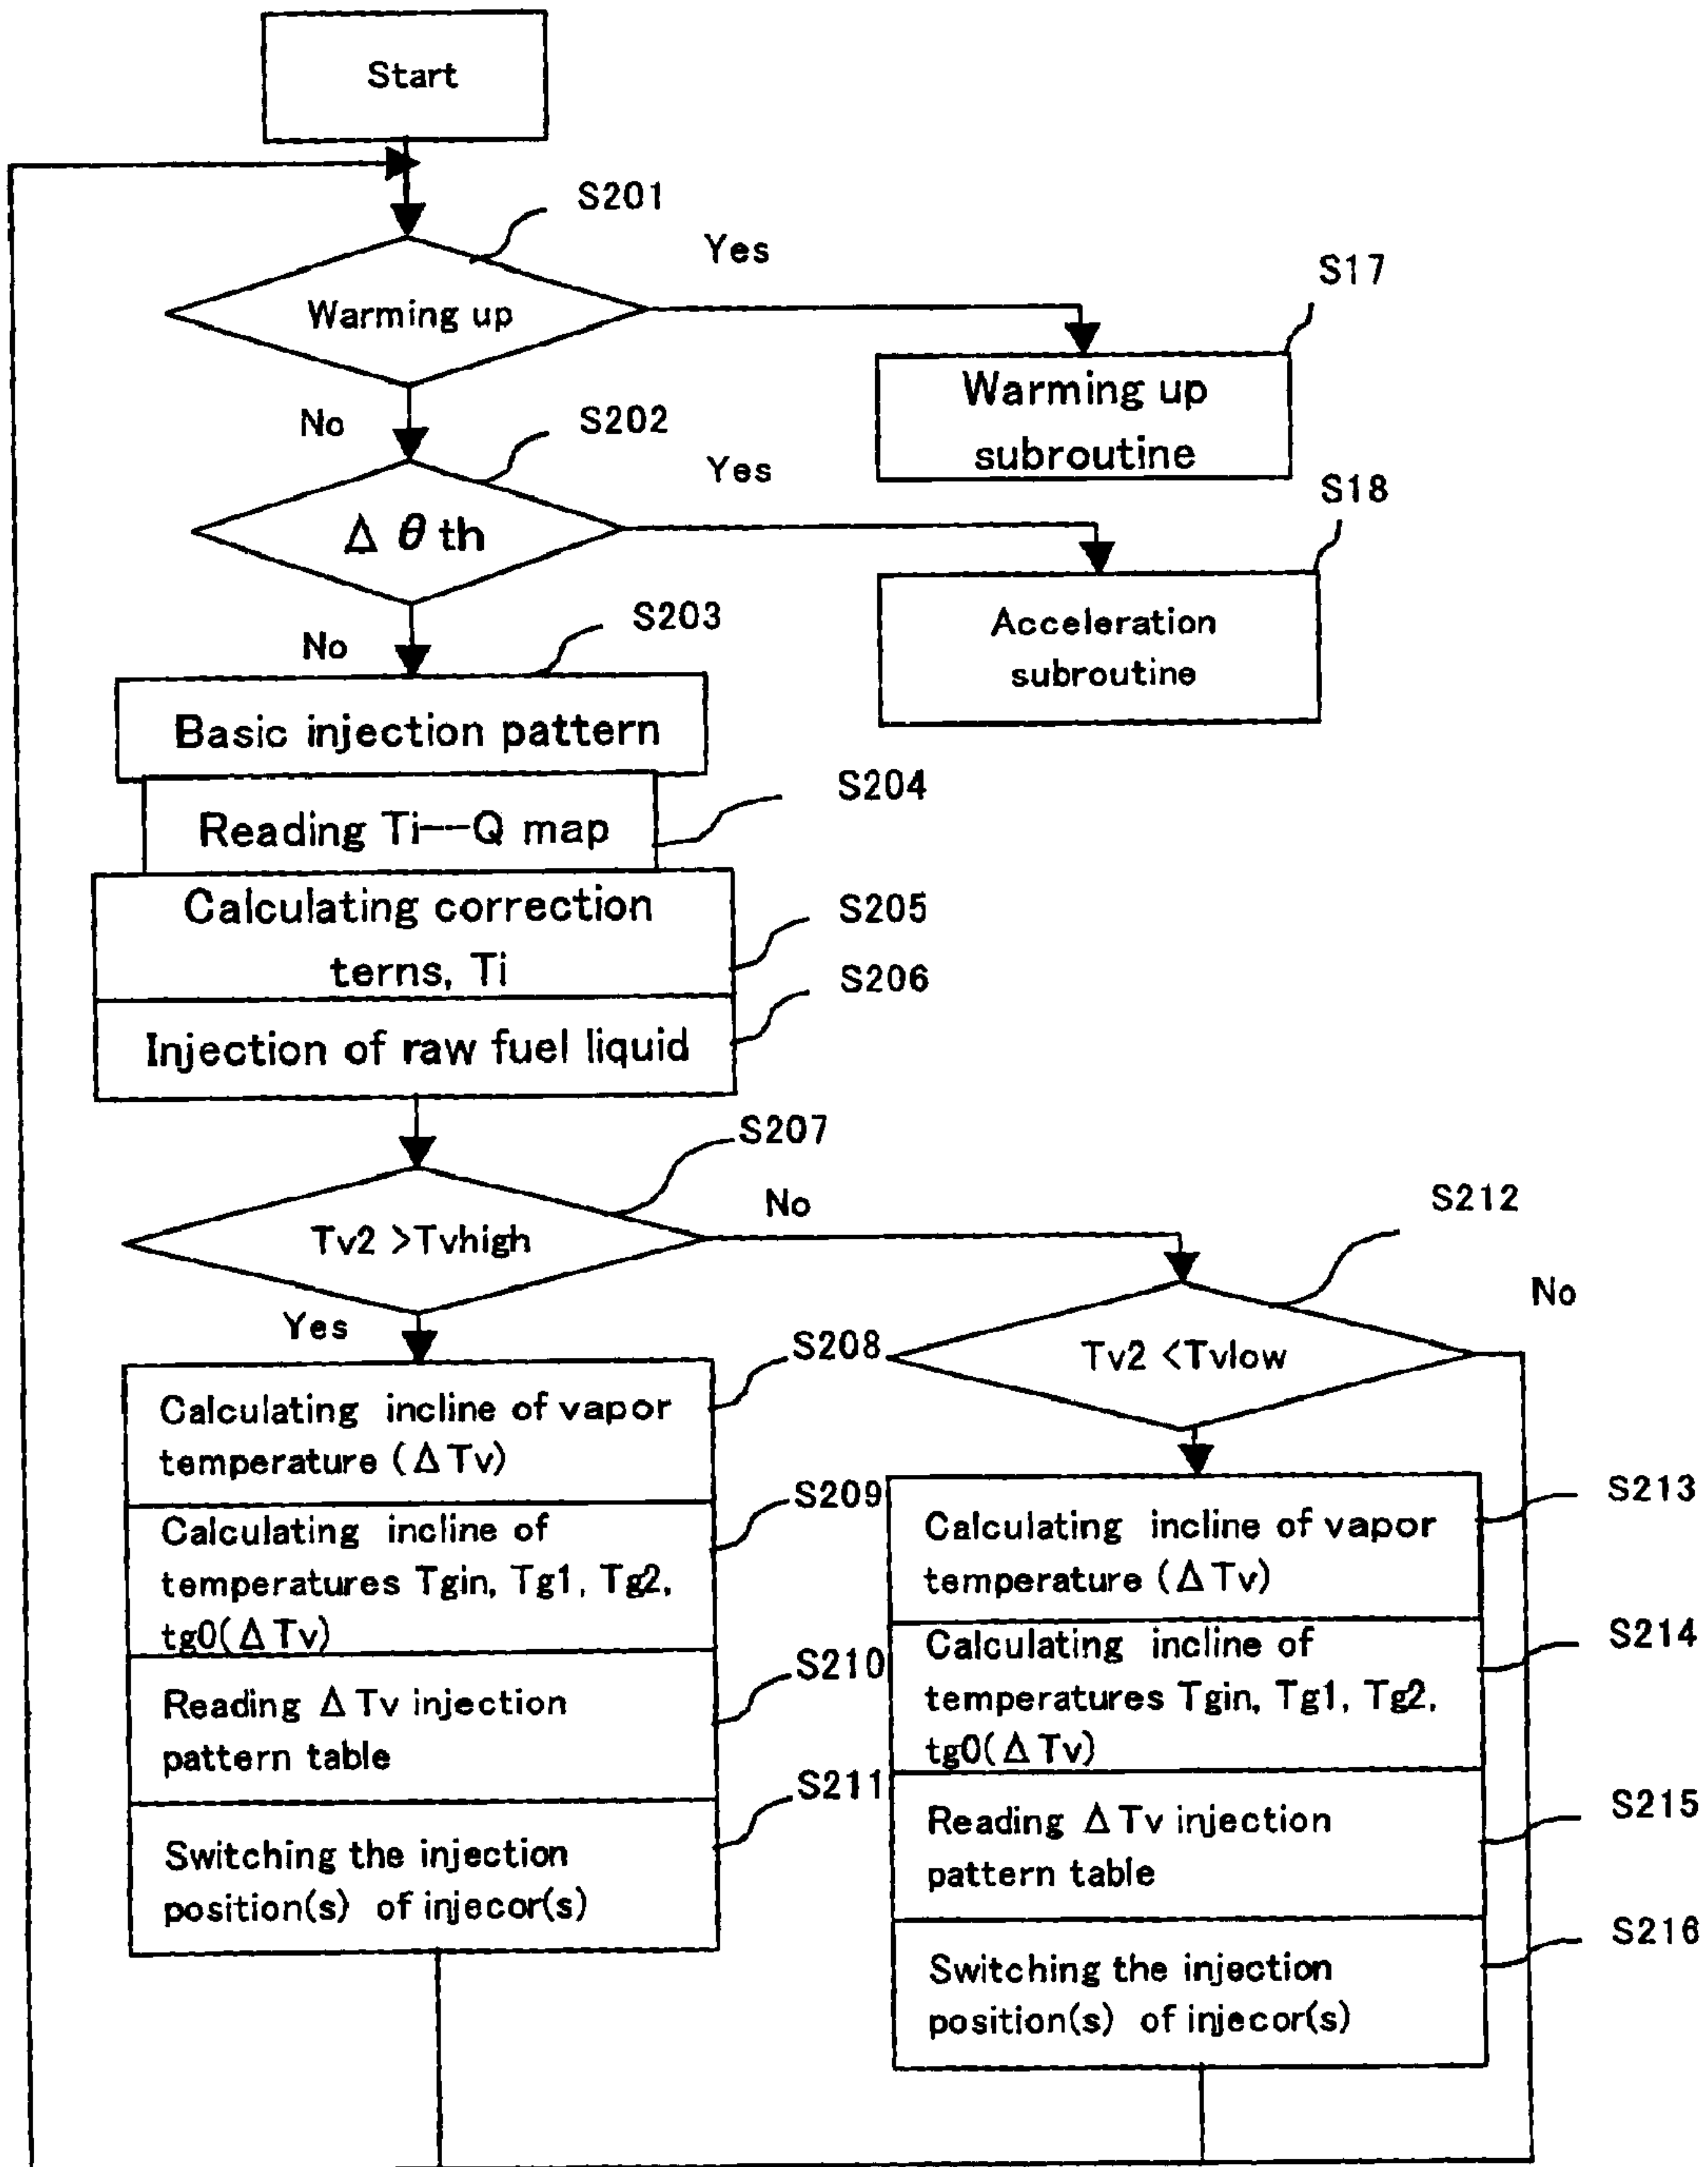 Start
S201
Yes
Warming up
S17
Warming up
subroutine
No
S202
Yes
Δ θ th
S18
Acceleration
subroutine
No
S203
Basic injection pattern
S204
Reading Ti--Q map
Calculating correction
terns, Ti
S205
S206
Injection of raw fuel liquid
S207
No
Tv2 >Tvhigh
S212
No
Yes
Tv2 <Tvlow
S208
Calculating incline of vapor
temperature (ΔTv)
S209
Calculating incline of
temperatures Tgin, Tg1, Tg2,
tg0(ΔTv)
S210
Reading ΔTv injection
pattern table
S211
Switching the injection
position(s) of injecor(s)
S213
Calculating incline of vapor
temperature (ΔTv)
S214
Calculating incline of
temperatures Tgin, Tg1, Tg2,
tg0(ΔTv)
S215
Reading ΔTv injection
pattern table
S216
Switching the injection
position(s) of injecor(s)